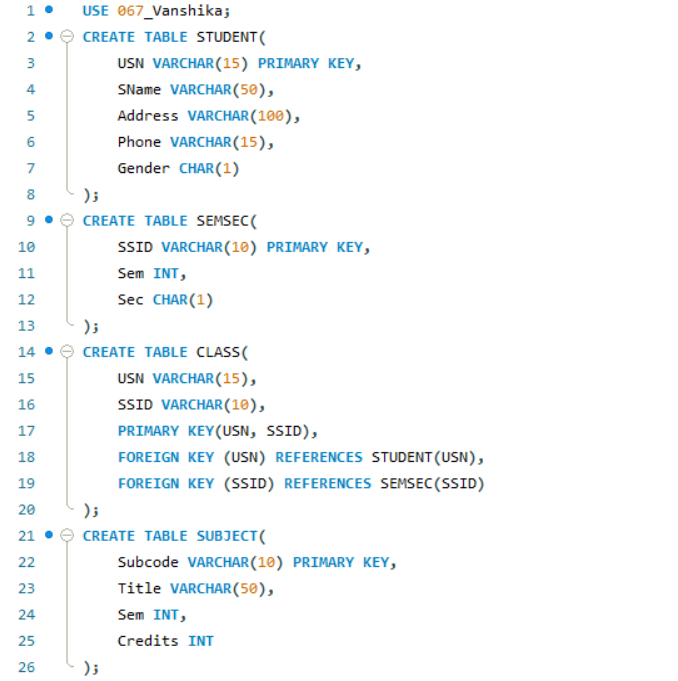 1 USE 067_Vanshika;
2 CREATE TABLE STUDENT(
3 USN VARCHAR(15) PRIMARY KEY,
4 SName VARCHAR(50),
5 Address VARCHAR(100),
6 Phone VARCHAR(15),
7 Gender CHAR(1)
8 );
9 CREATE TABLE SEMSEC(
10 SSID VARCHAR(10) PRIMARY KEY,
11 Sem INT,
12 Sec CHAR(1)
13 );
14 CREATE TABLE CLASS(
15 USN VARCHAR(15),
16 SSID VARCHAR(10),
17 PRIMARY KEY(USN, SSID),
18 FOREIGN KEY (USN) REFERENCES STUDENT(USN),
19 FOREIGN KEY (SSID) REFERENCES SEMSEC(SSID)
20 );
21 CREATE TABLE SUBJECT(
22 Subcode VARCHAR(10) PRIMARY KEY,
23 Title VARCHAR(50),
24 Sem INT,
25 Credits INT
26 );